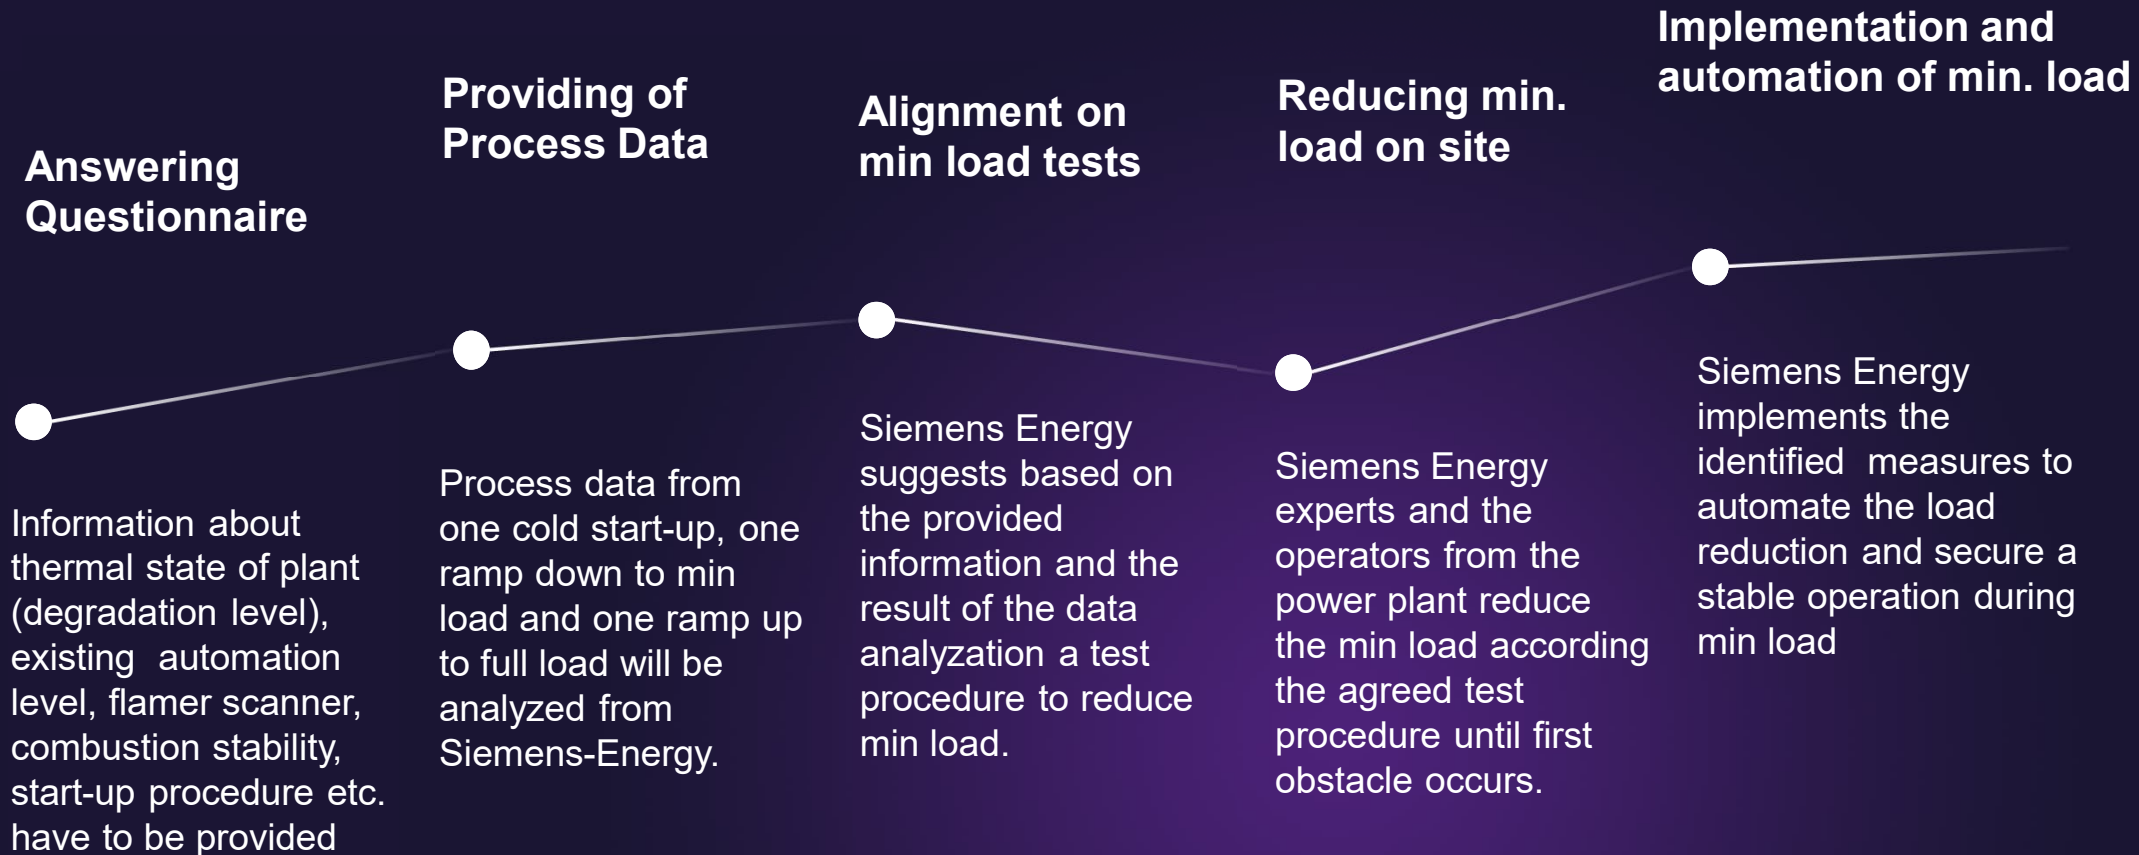 Answering
Questionnaire
Information about
thermal state of plant
(degradation level),
existing  automation
level, flamer scanner,
combustion stability,
start-up procedure etc.
have to be provided
Providing of
Process Data
Process data from
one cold start-up, one
ramp down to min
load and one ramp up
to full load will be
analyzed from
Siemens-Energy.
Alignment on
min load tests
Siemens Energy
suggests based on
the provided
information and the
result of the data
analyzation a test
procedure to reduce
min load.
Reducing min.
load on site
Siemens Energy
experts and the
operators from the
power plant reduce
the min load according
the agreed test
procedure until first
obstacle occurs.
Implementation and
automation of min. load
Siemens Energy
implements the
identified  measures to
automate the load
reduction and secure a
stable operation during
min load